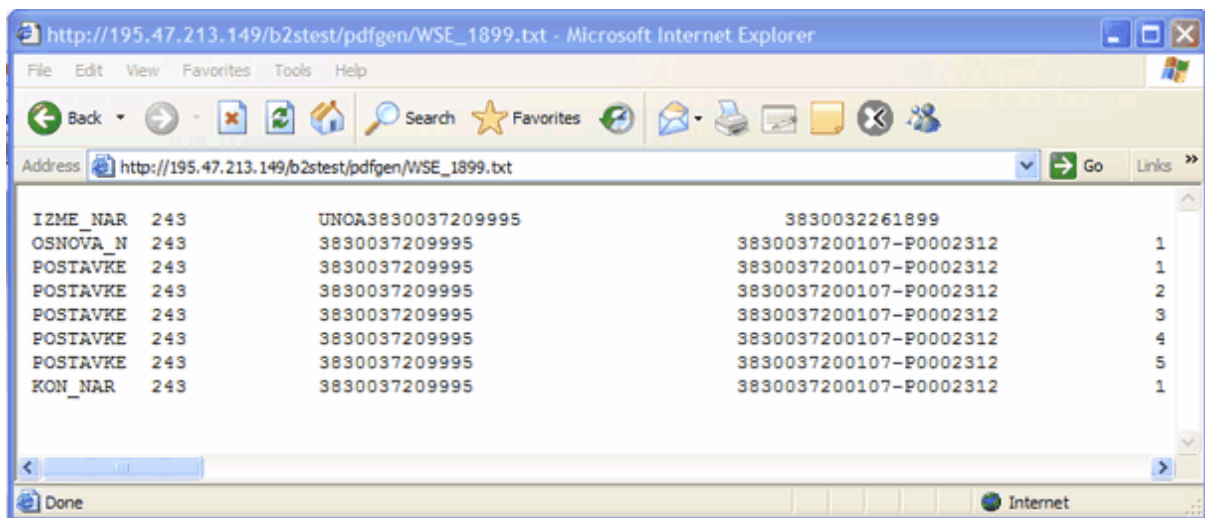 http://195.47.213.149/b2stest/pdfgen/WSE_1899.txt - Microsoft Internet Explorer
File Edit View Favorites Tools Help
Back Search Favorites
Address http://195.47.213.149/b2stest/pdfgen/WSE_1899.txt Go Links »
IZME_NAR 243 UNOA3830037209995 3830032261899
OSNOVA_N 243 3830037209995 3830037200107-P0002312 1
POSTAVKE 243 3830037209995 3830037200107-P0002312 1
POSTAVKE 243 3830037209995 3830037200107-P0002312 2
POSTAVKE 243 3830037209995 3830037200107-P0002312 3
POSTAVKE 243 3830037209995 3830037200107-P0002312 4
POSTAVKE 243 3830037209995 3830037200107-P0002312 5
KON_NAR 243 3830037209995 3830037200107-P0002312 1
Done Internet